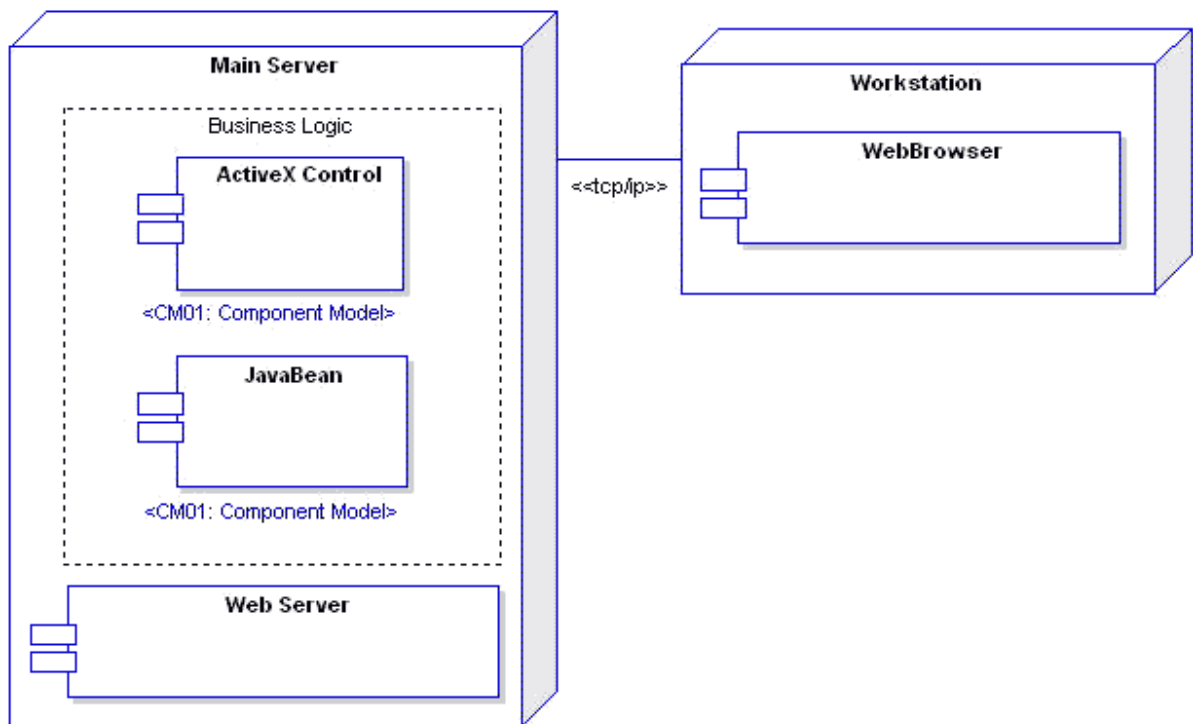 Main Server
Business Logic
ActiveX Control
<CM01: Component Model>
JavaBean
<CM01: Component Model>
Web Server
<<tcp/ip>>
Workstation
WebBrowser